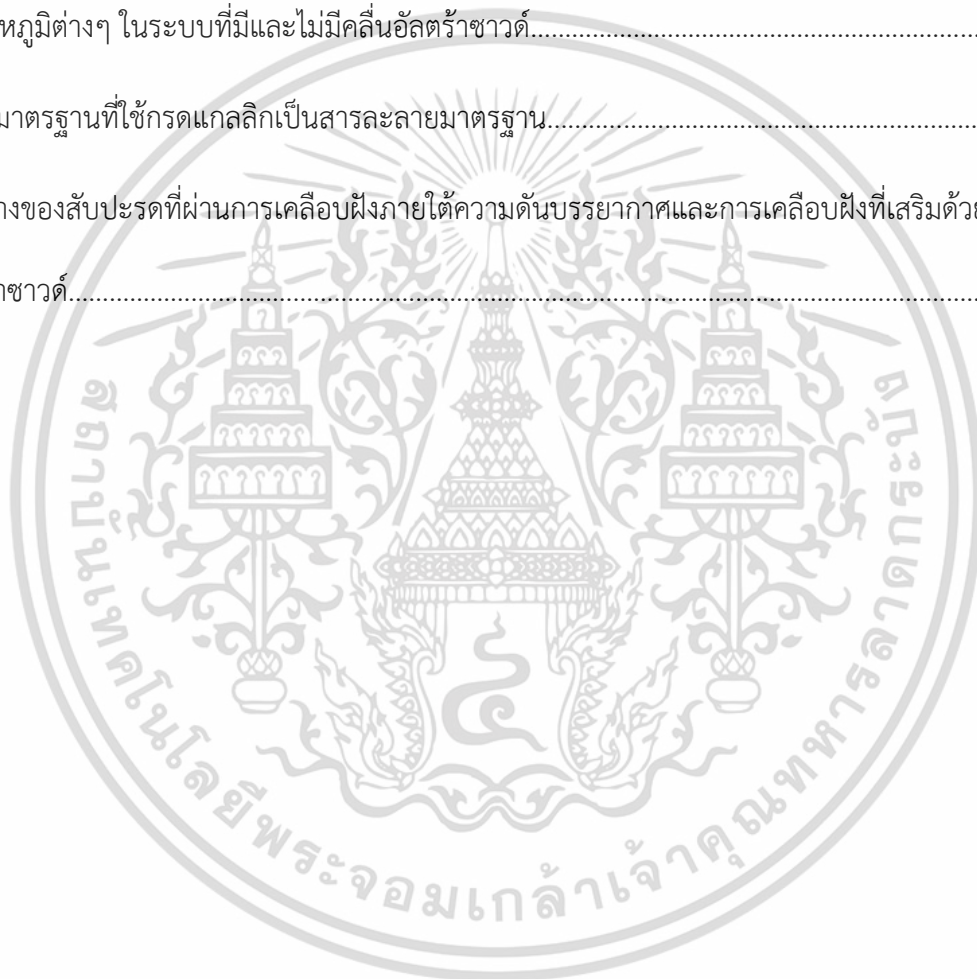 หภูมิต่างๆ ในระบบที่มีและไม่มีคลื่นอัลตร้าซาวด์................................................................................
มาตรฐานที่ใช้กรดแกลลิกเป็นสารละลายมาตรฐาน................................................................................
างของสับปะรดที่ผ่านการเคลือบฝังภายใต้ความดันบรรยากาศและการเคลือบฝังที่เสริมด้วย
าซาวด์................................................................................
สถาบันเทคโนโลยีพระจอมเกล้าเจ้าคุณทหารลาดกระบัง
๔